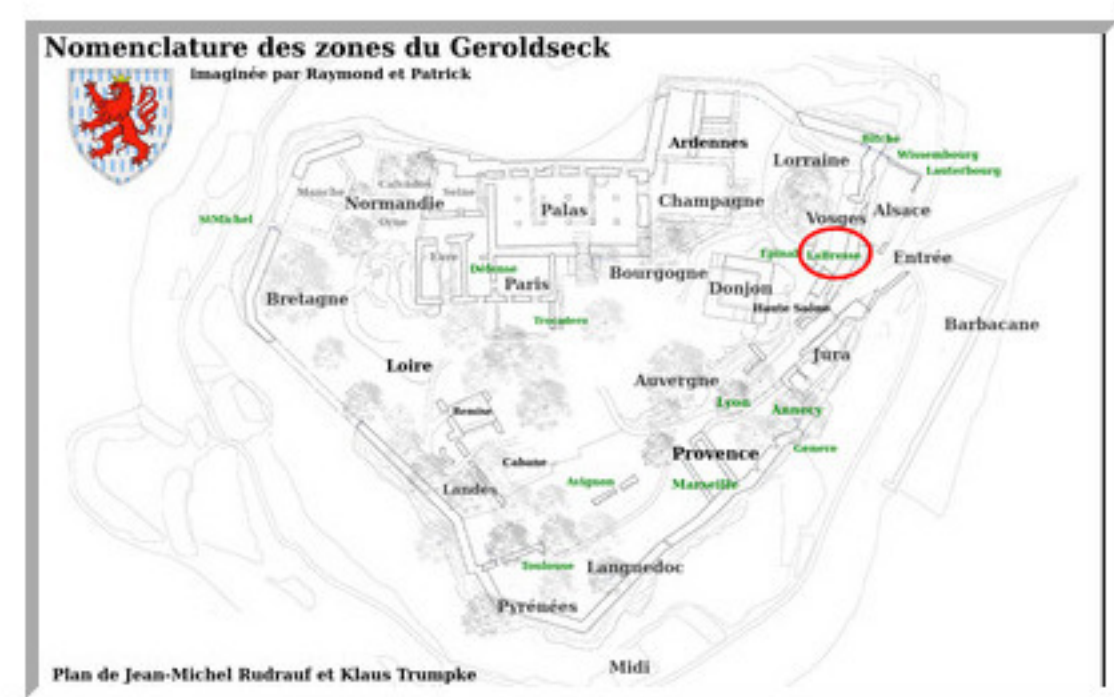 Nomenclature des zones du Geroldseck
imaginée par Raymond et Patrick
Ardennes
Bitche
Lorraine
Wissembourg
Lauterbourg
Manche
Calvados
Seine
Normandie
Orne
Palas
Champagne
StMichel
Vosges
Alsace
Eure
Défense
Epinal
LaBresse
Entrée
Paris
Bourgogne
Donjon
Bretagne
Haute Saône
Trocadero
Barbacane
Loire
Jura
Auvergne
Lyon
Annecy
Remise
Geneve
Provence
Cabane
Landes
Avignon
Marseille
Toulouse
Languedoc
Pyrénées
Midi
Plan de Jean-Michel Rudrauf et Klaus Trumpke